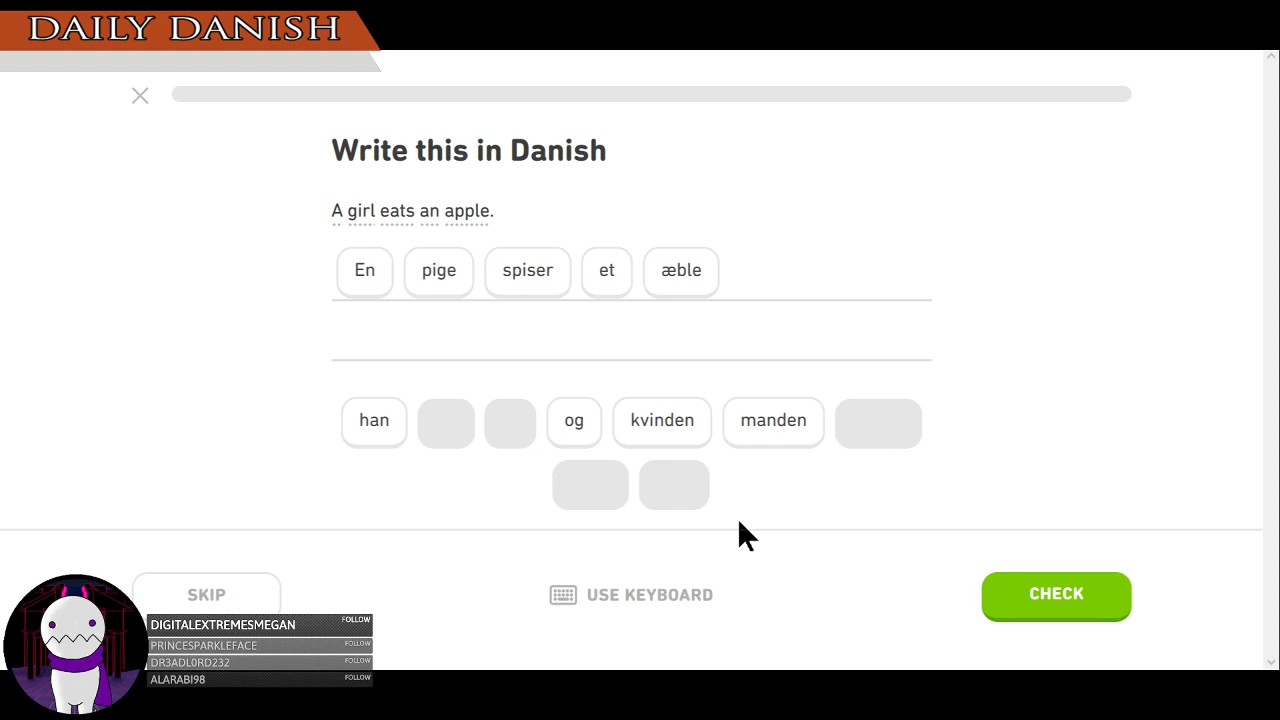 DAILY DANISH
Write this in Danish
A girl eats an apple.
En pige spiser et æble
han og kvinden manden
SKIP USE KEYBOARD CHECK
DIGITALEXTREMESMEGAN FOLLOW
PRINCESPARKLEFACE FOLLOW
DR3ADL0RD232 FOLLOW
ALARABI98 FOLLOW